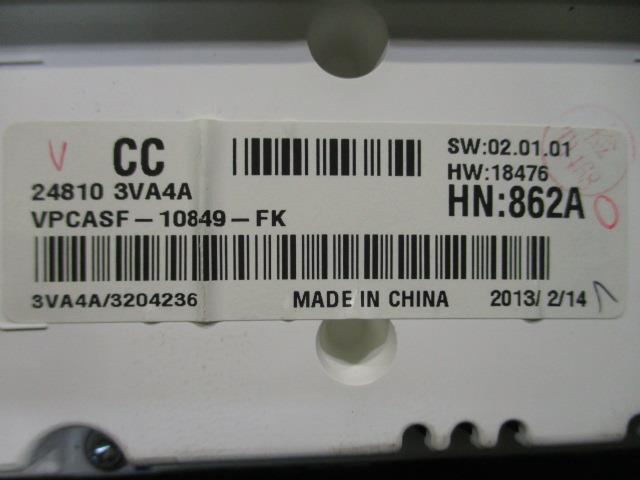 V
CC
SW:02.01.01
HW:18476
24810 3VA4A
HN:862A
VPCASF-10849-FK
3VA4A/3204236 MADE IN CHINA 2013/ 2/14